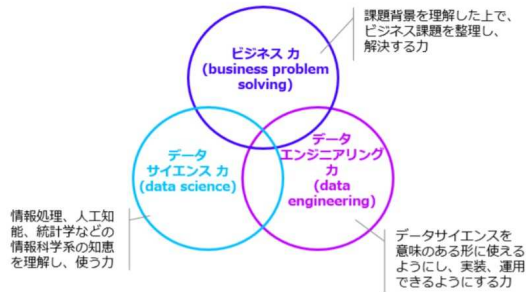 課題背景を理解した上で、
ビジネス課題を整理し、
解決する力
ビジネス 力
(business problem
solving)
データ
サイエンス 力
(data science)
データ
エンジニアリング
力
(data
engineering)
情報処理、人工知
能、統計学などの
情報科学系の知恵
を理解し、使う力
データサイエンスを
意味のある形に使える
ようにし、実装、運用
できるようにする力